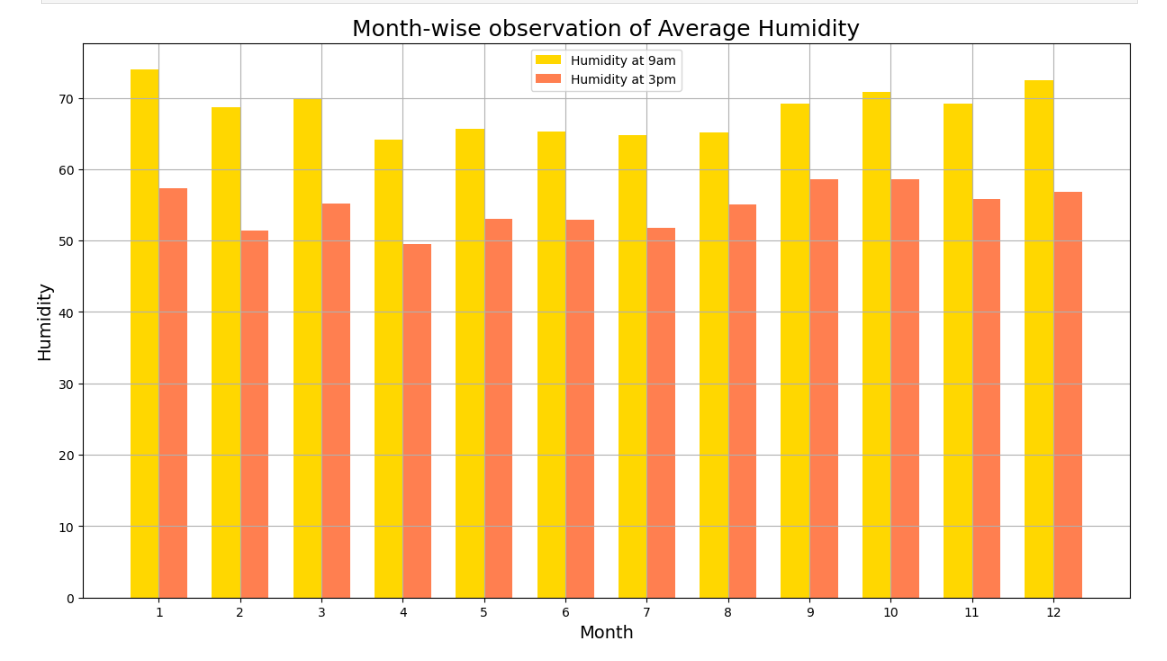 Month-wise observation of Average Humidity
Humidity at 9am
Humidity at 3pm
70
60
50
40
30
20
10
0
Humidity
1 2 3 4 5 6 7 8 9 10 11 12
Month